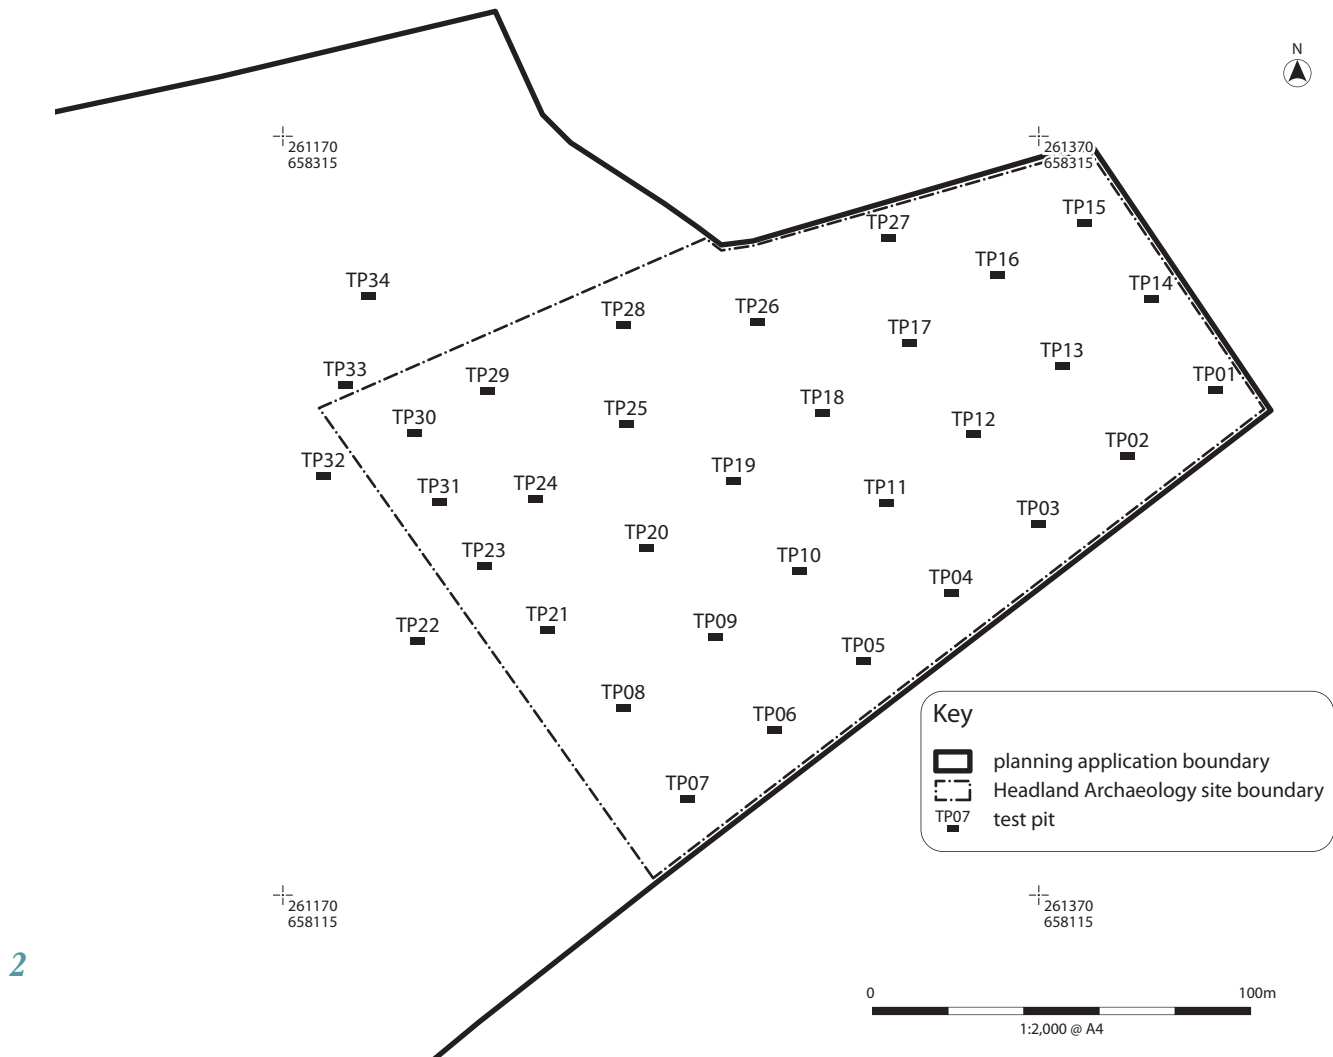 N
261170
658315
261370
658315
TP15
TP27
TP16
TP34
TP14
TP28
TP26
TP17
TP13
TP33
TP29
TP01
TP18
TP25
TP30
TP12
TP02
TP32
TP19
TP31
TP24
TP11
TP03
TP20
TP23
TP10
TP04
TP22
TP21
TP09
TP05
TP08
TP06
TP07
Key
planning application boundary
Headland Archaeology site boundary
TP07 test pit
261170
658115
261370
658115
2
0 100m
1:2,000 @ A4